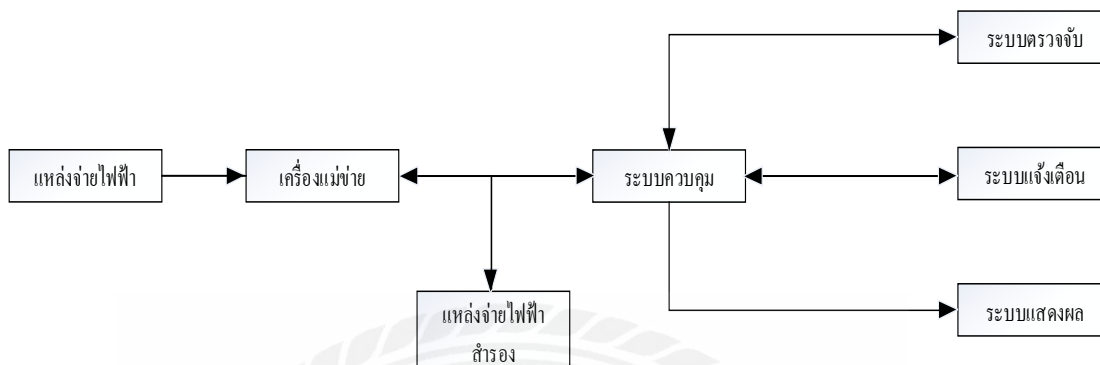 ระบบตรวจจับ
แหล่งจ่ายไฟฟ้า
เครื่องแม่ข่าย
ระบบควบคุม
ระบบแจ้งเตือน
แหล่งจ่ายไฟฟ้า
สำรอง
ระบบแสดงผล